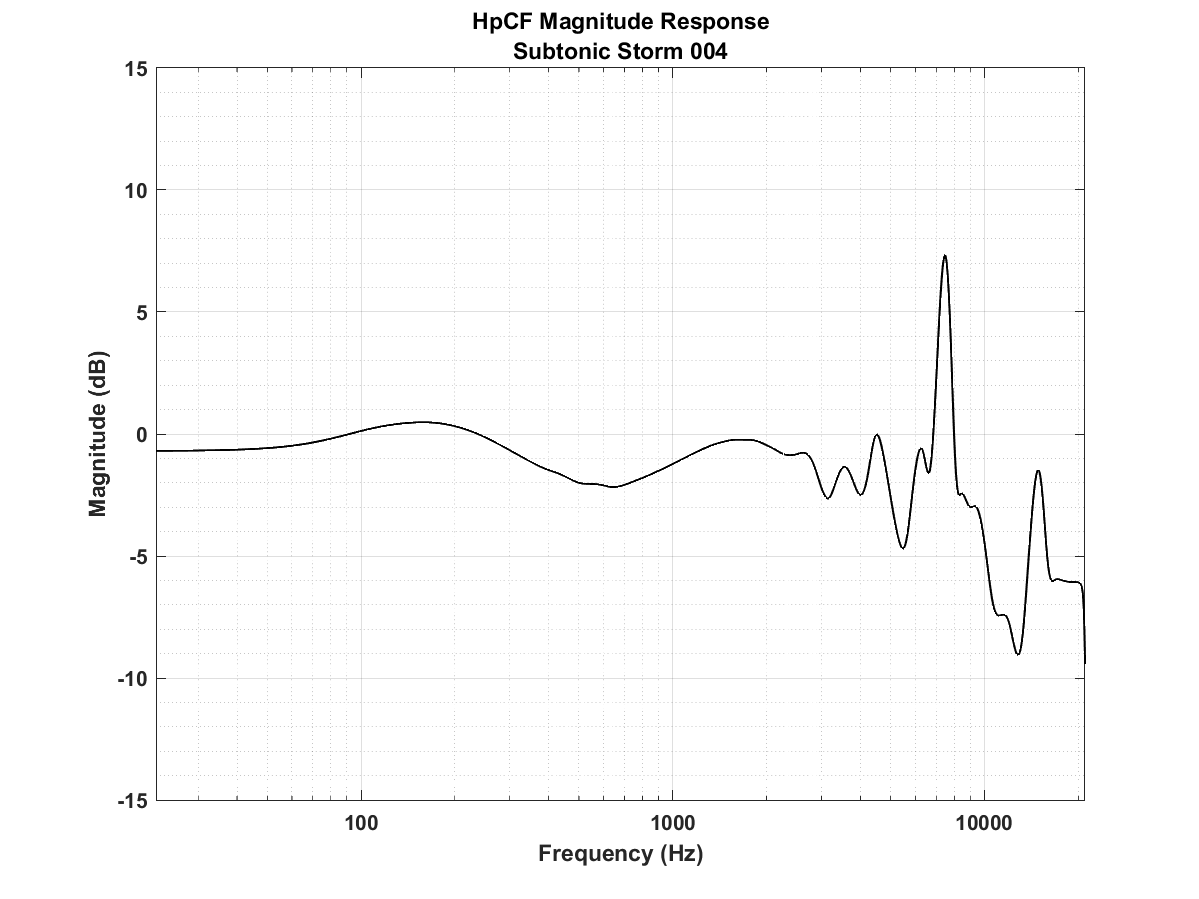 HpCF Magnitude Response
Subtonic Storm 004
15
10
5
0
-5
-10
-15
Magnitude (dB)
100
1000
10000
Frequency (Hz)